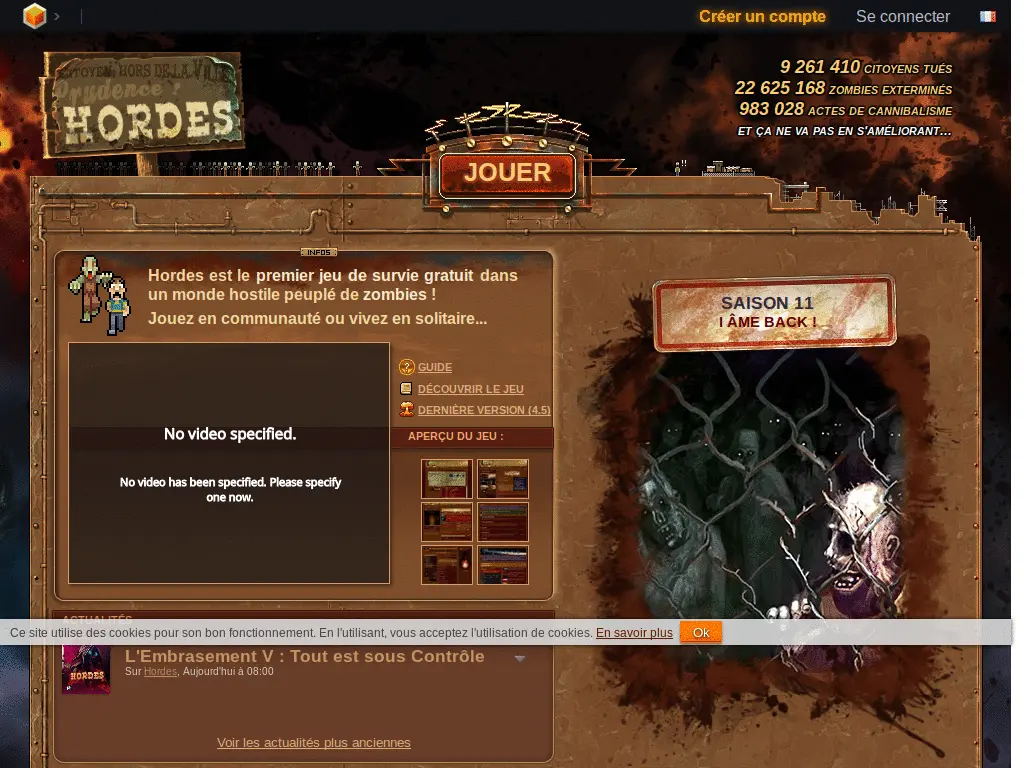 Créer un compte
Se connecter
CITOYEN, HORS DE LA VILLE
Prudence ?
HORDES
9 261 410 CITOYENS TUÉS
22 625 168 ZOMBIES EXTERMINÉS
983 028 ACTES DE CANNIBALISME
ET ÇA NE VA PAS EN S'AMÉLIORANT...
JOUER
INFOS
Hordes est le premier jeu de survie gratuit dans
un monde hostile peuplé de zombies !
Jouez en communauté ou vivez en solitaire...
No video specified.
No video has been specified. Please specify
one now.
GUIDE
DÉCOUVRIR LE JEU
DERNIÈRE VERSION (4.5)
APERÇU DU JEU :
SAISON 11
I ÂME BACK !
ACTUALITÉS
Ce site utilise des cookies pour son bon fonctionnement. En l'utilisant, vous acceptez l'utilisation de cookies. En savoir plus
Ok
HORDES
L'Embrasement V : Tout est sous Contrôle
Sur Hordes, Aujourd'hui à 08:00
Voir les actualités plus anciennes